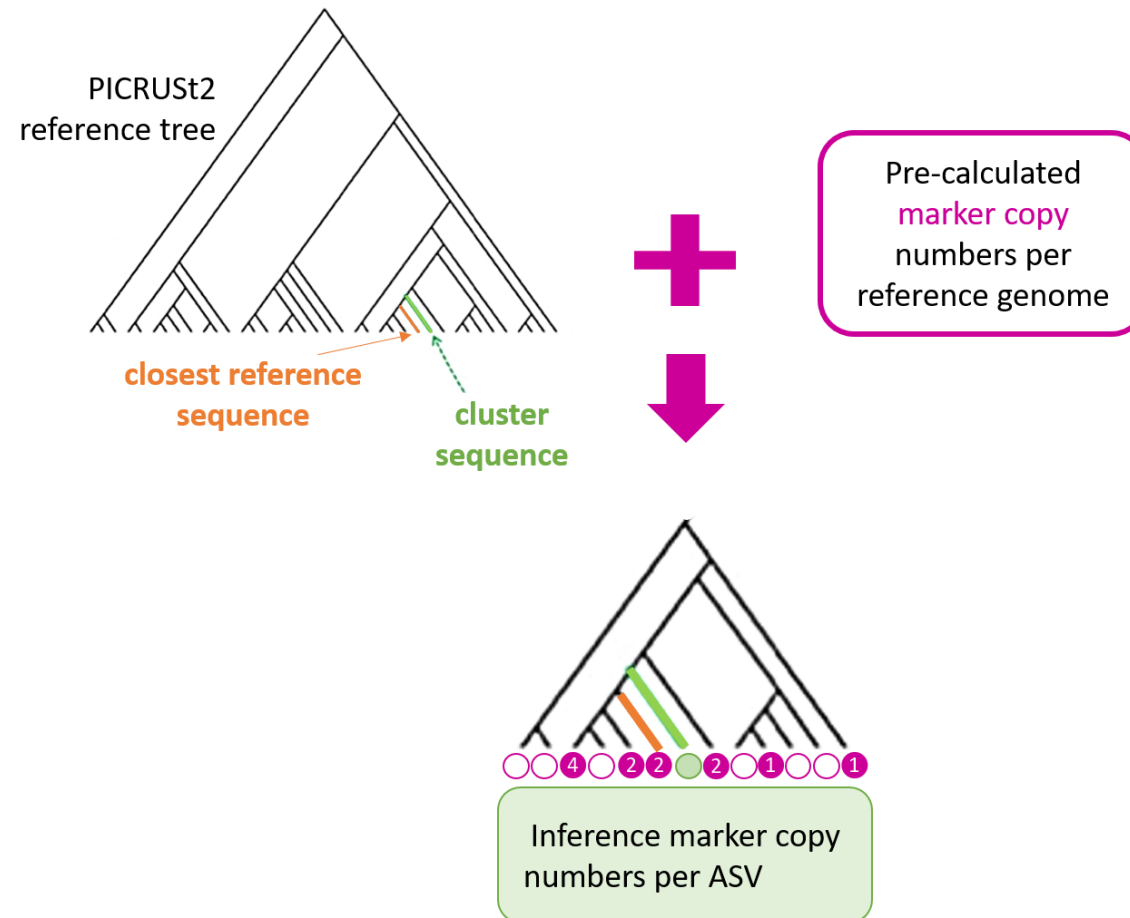 PICRUSt2
reference tree
Pre-calculated
marker copy
numbers per
reference genome
closest reference
sequence
cluster
sequence
4 2 2 2 1 1
Inference marker copy
numbers per ASV